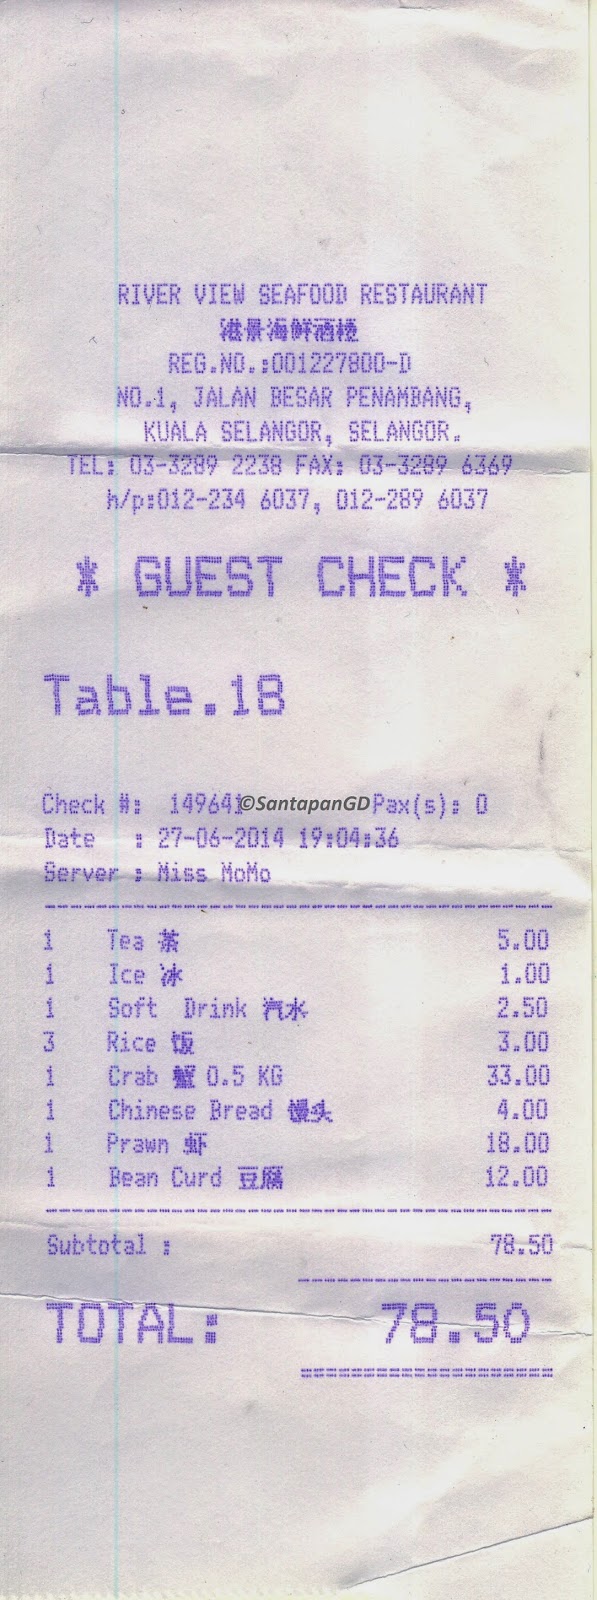 RIVER VIEW SEAFOOD RESTAURANT
港景海鲜酒楼
REG.NO.:001227800-D
NO.1, JALAN BESAR PENAMBANG,
KUALA SELANGOR, SELANGOR.
TEL: 03-3289 2238 FAX: 03-3289 6369
h/p:012-234 6037, 012-289 6037
* GUEST CHECK *
Table.18
Check #: 149641 ©SantapanGD Pax(s): 0
Date : 27-06-2014 19:04:36
Server : Miss MoMo
1 Tea 茶 5.00
1 Ice 冰 1.00
1 Soft Drink 汽水 2.50
3 Rice 饭 3.00
1 Crab 蟹 0.5 KG 33.00
1 Chinese Bread 馒头 4.00
1 Prawn 虾 18.00
1 Bean Curd 豆腐 12.00
Subtotal : 78.50
TOTAL: 78.50